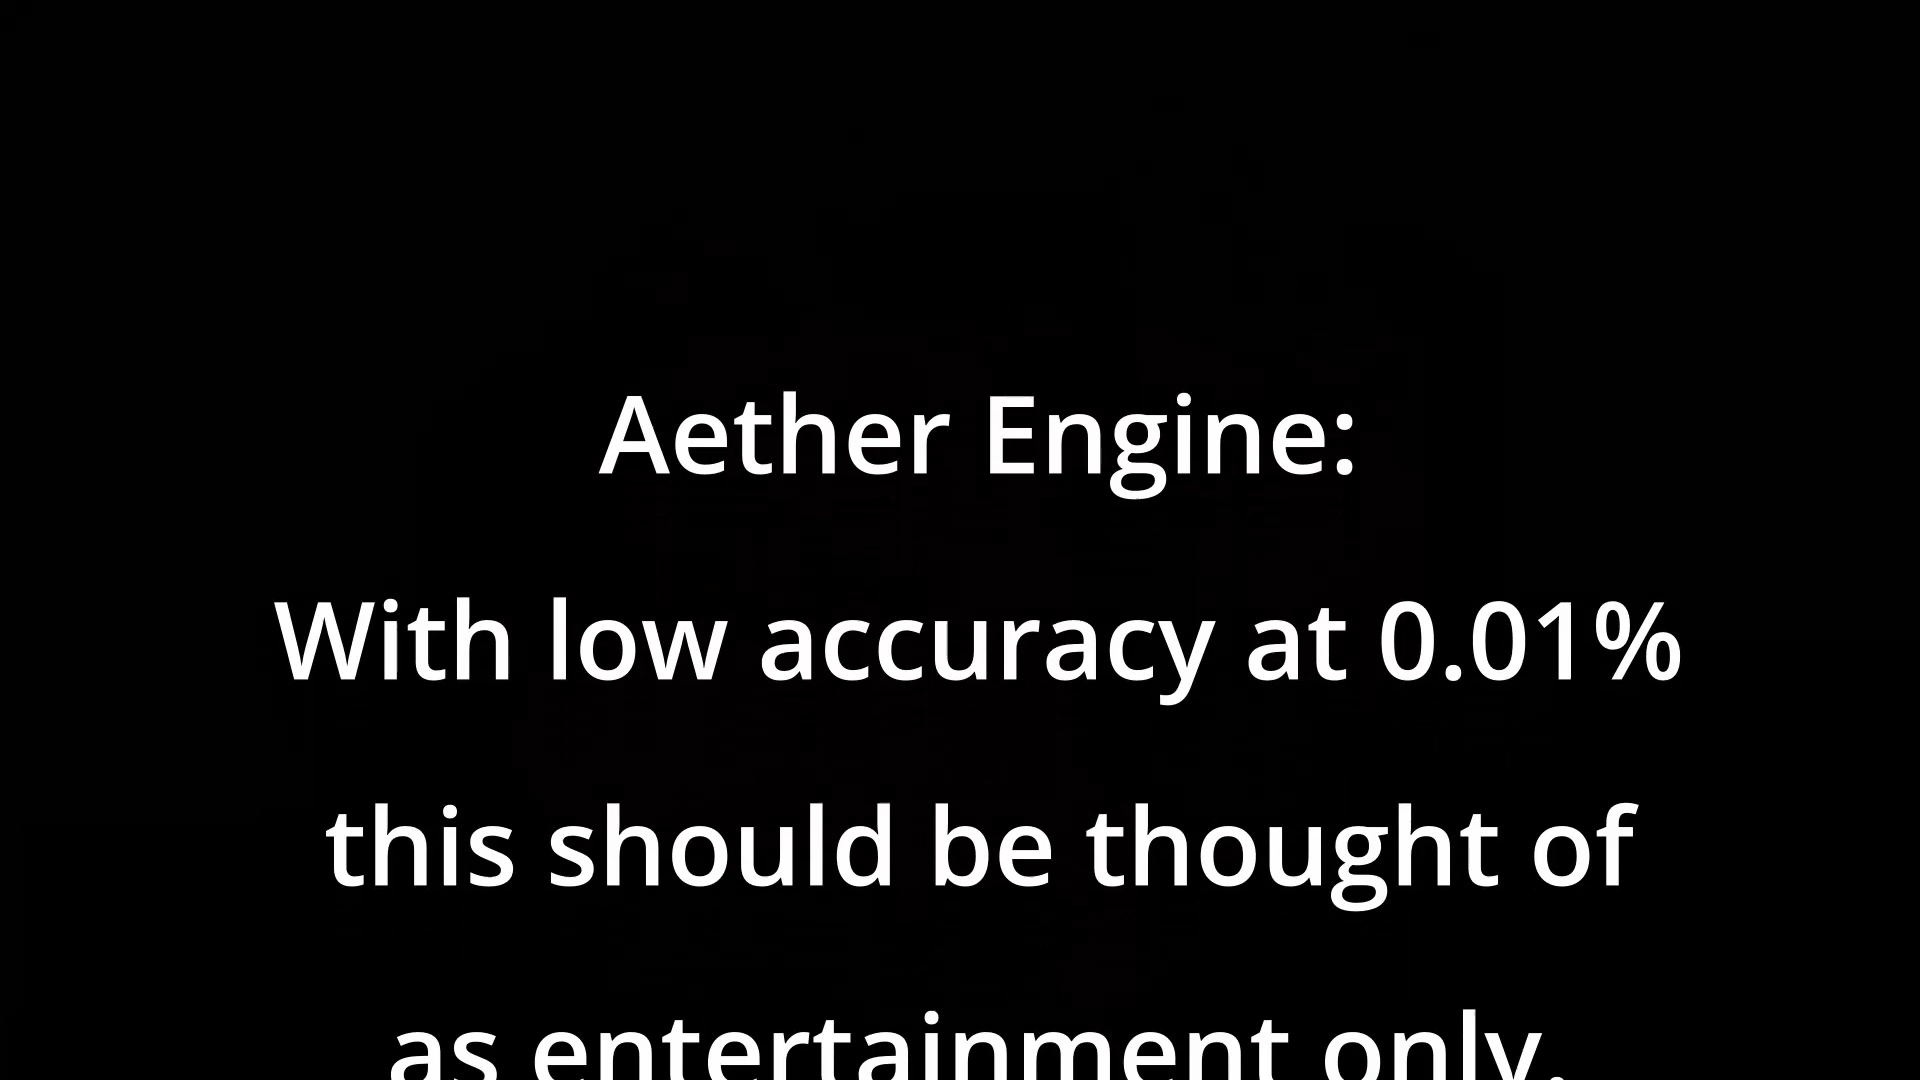 Aether Engine:
With low accuracy at 0.01%
this should be thought of
as entertainment only.